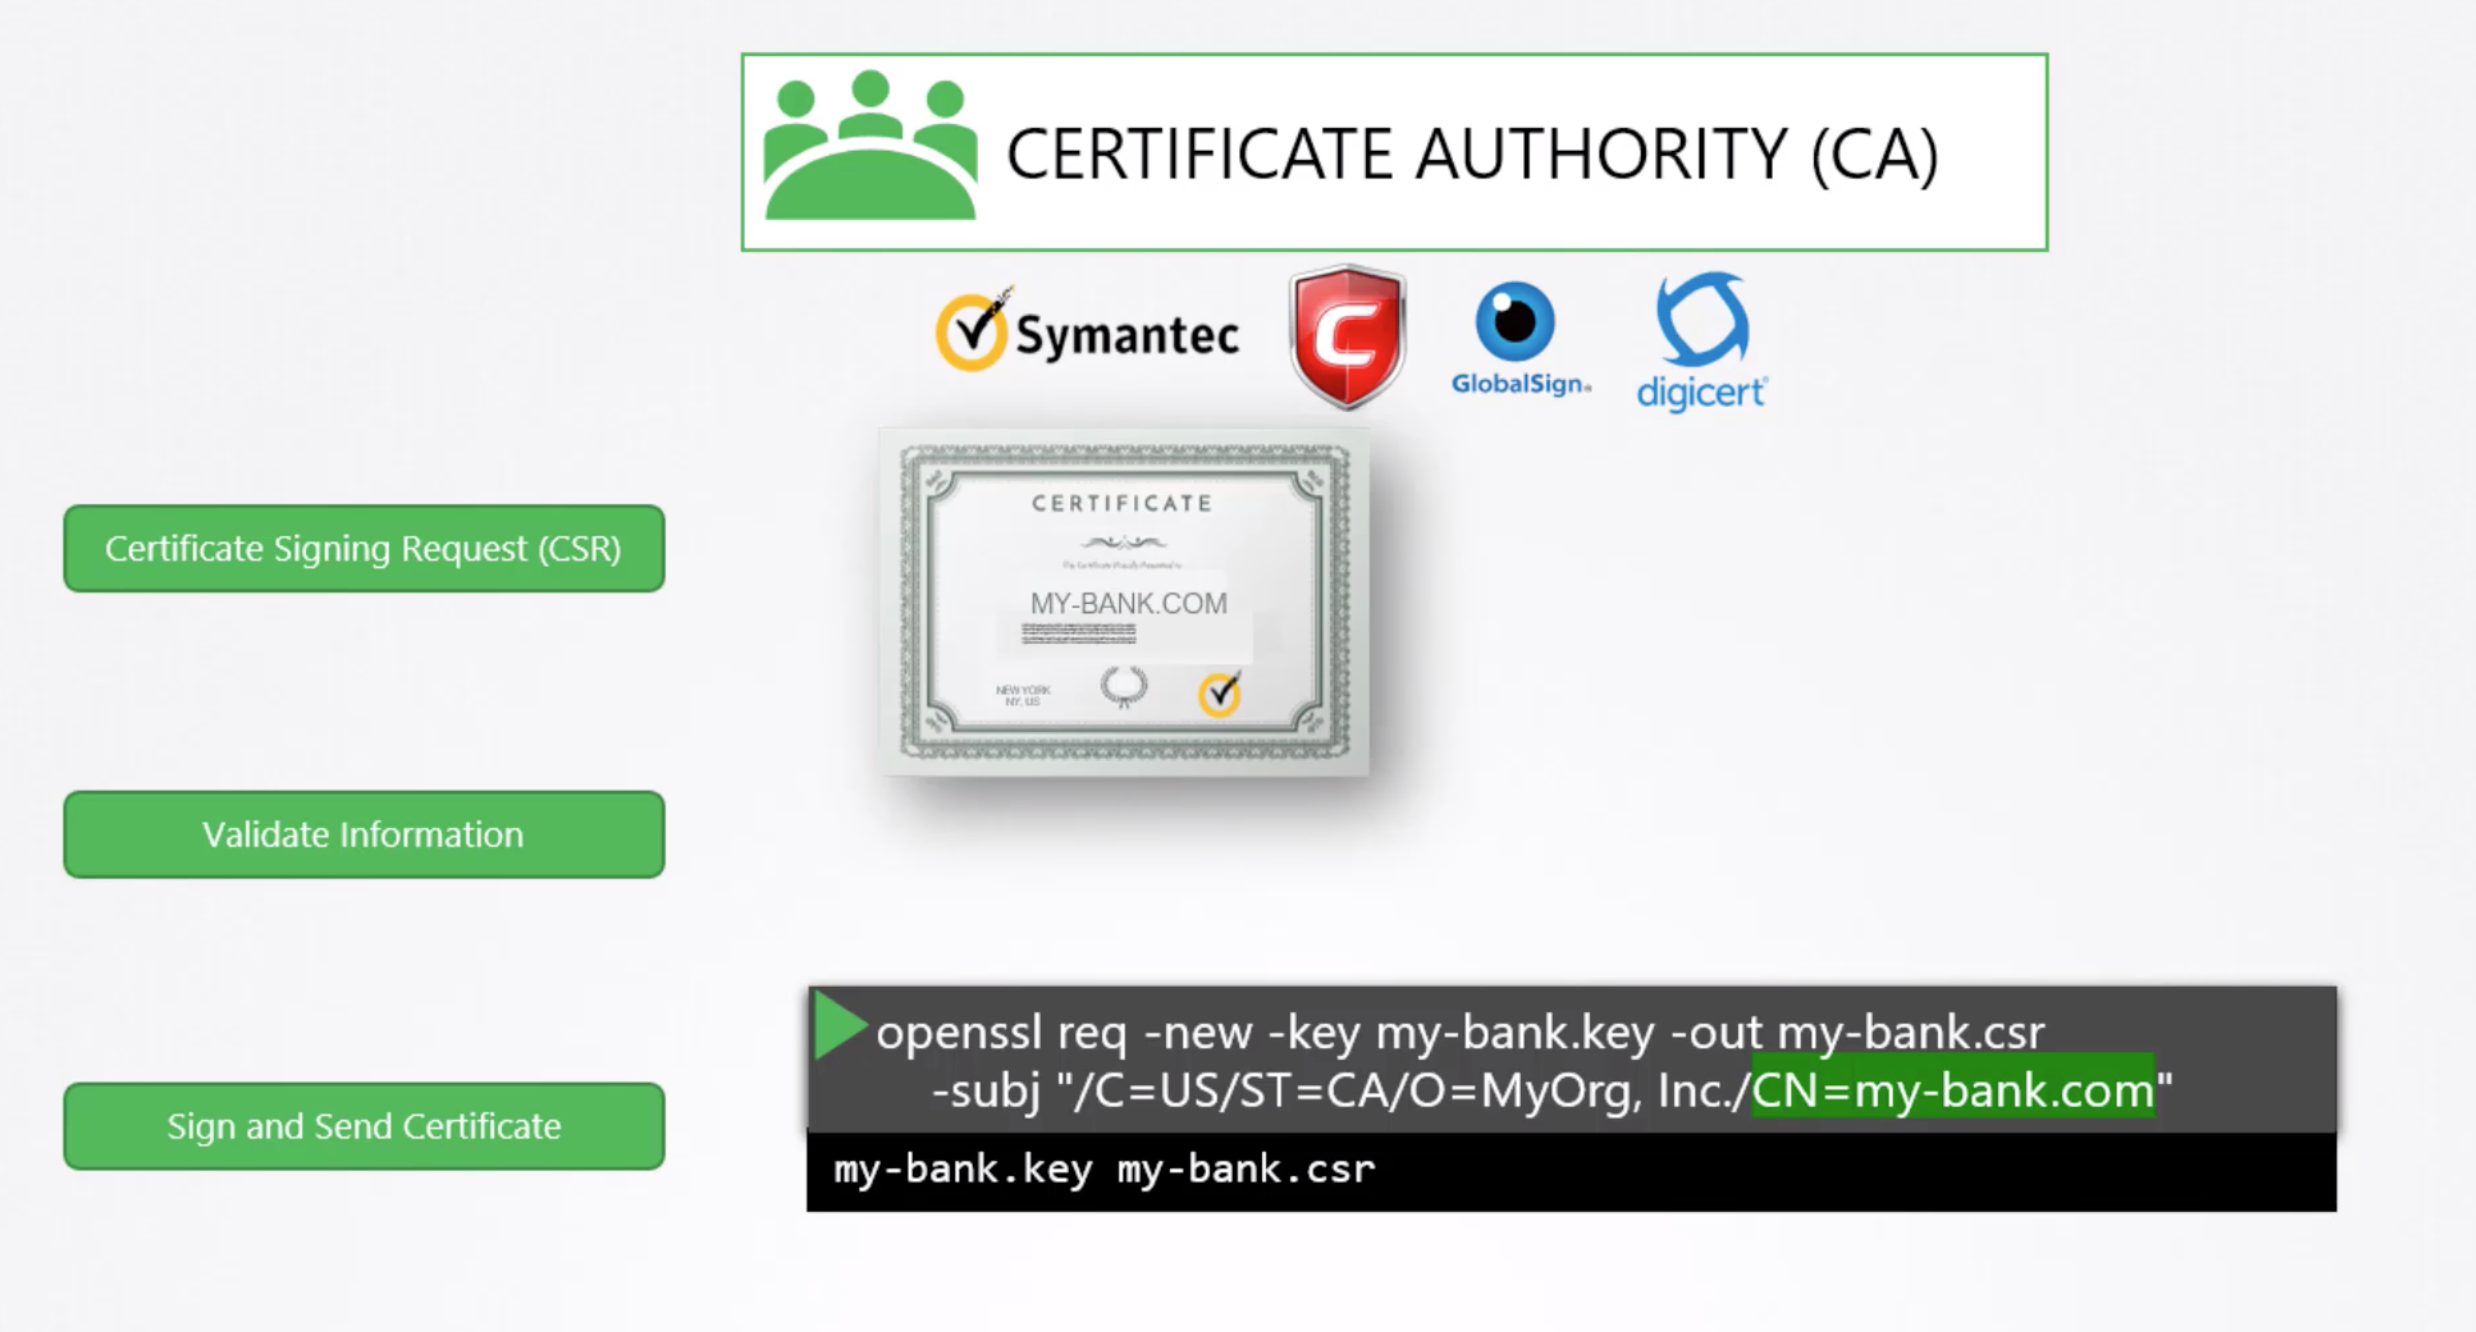 CERTIFICATE AUTHORITY (CA)
Symantec
C
GlobalSign
digicert
CERTIFICATE
MY-BANK.COM
NEW YORK
NY, US
Certificate Signing Request (CSR)
Validate Information
Sign and Send Certificate
openssl req -new -key my-bank.key -out my-bank.csr
-subj "/C=US/ST=CA/O=MyOrg, Inc./CN=my-bank.com"
my-bank.key my-bank.csr